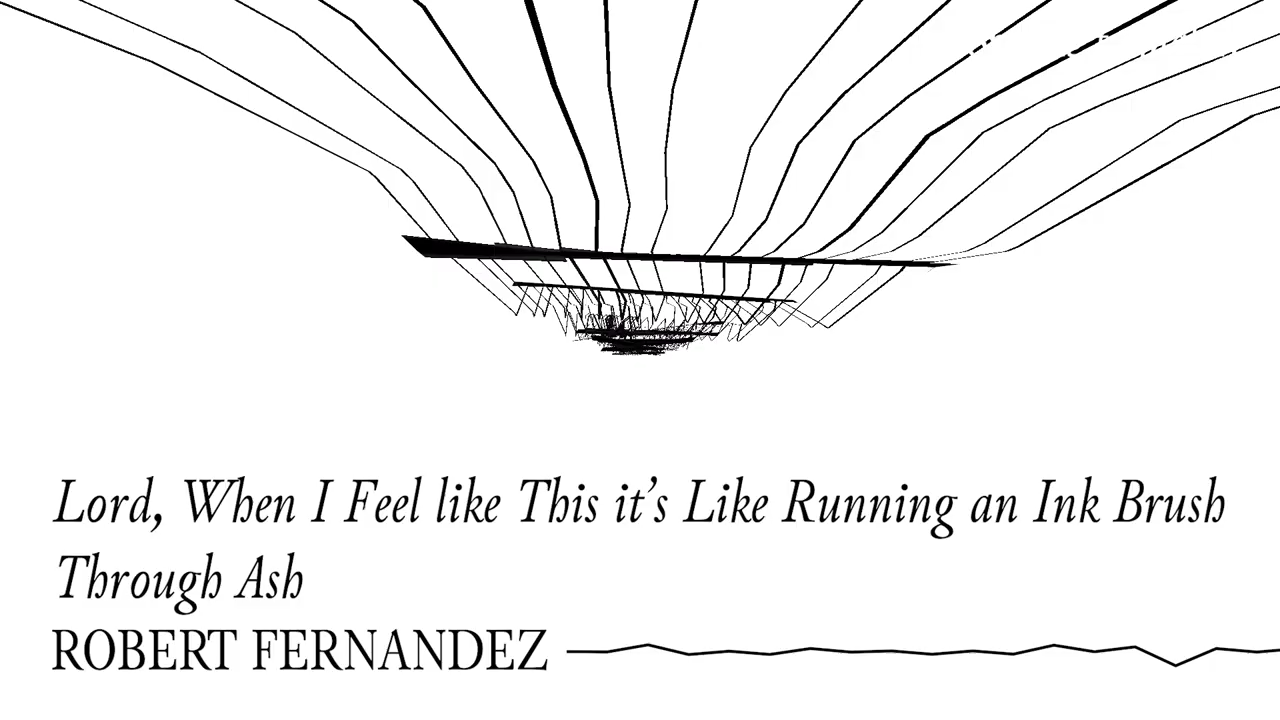 Lord, When I Feel like This it’s Like Running an Ink Brush
Through Ash
ROBERT FERNANDEZ